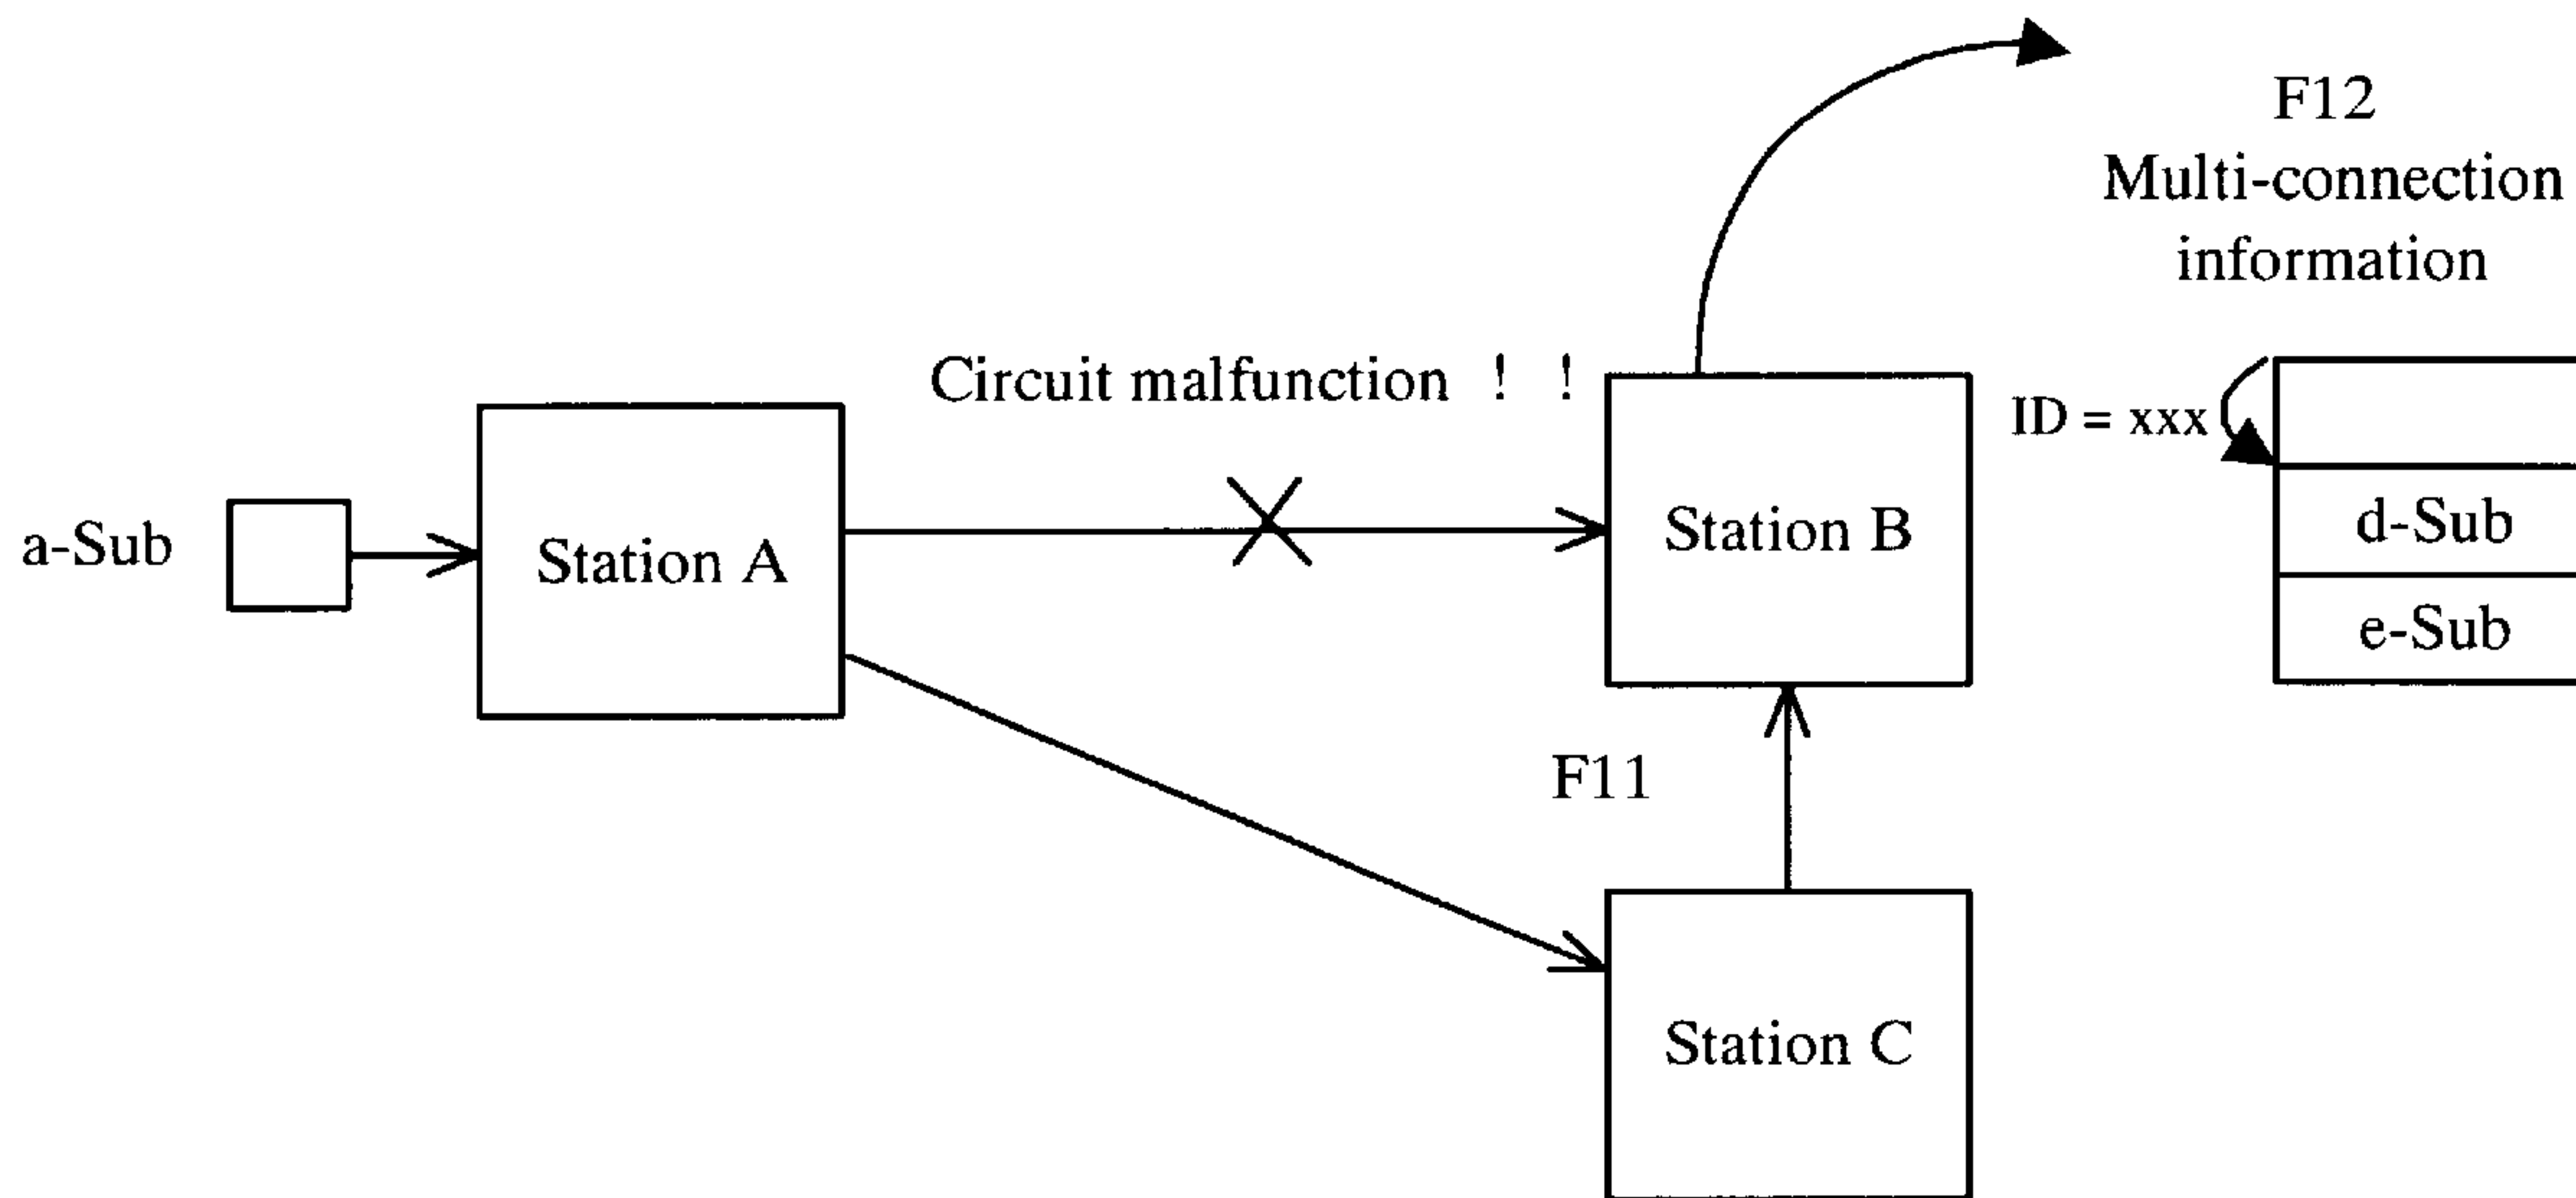 F12
Multi-connection
information
Circuit malfunction ! !
ID = xxx
a-Sub
Station A
Station B
d-Sub
e-Sub
F11
Station C